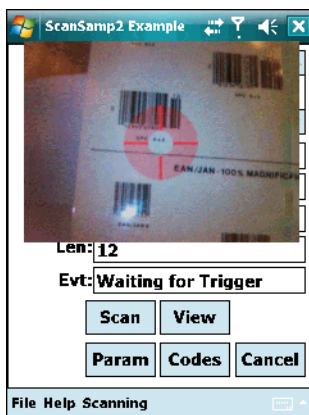 ScanSamp2 Example
EAN/JAN-100% MAGNIFICA
Len: 12
Evt: Waiting for Trigger
Scan View
Param Codes Cancel
File Help Scanning